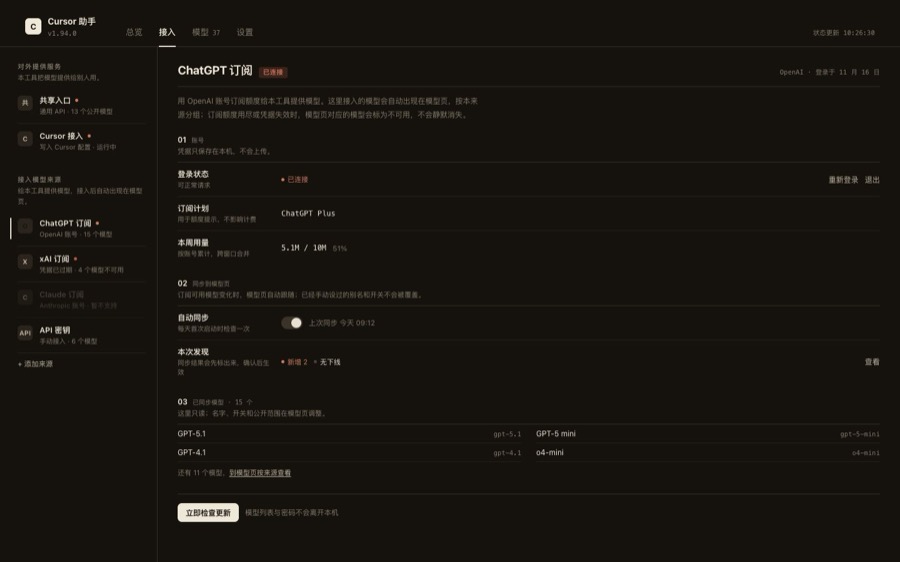 C
Cursor 助手
v1.94.0
总览 接入 模型 37 设置
状态更新 10:26:30
对外提供服务
本工具把模型提供给别人用。
共 共享入口
通用 API · 13 个公开模型
C Cursor 接入
写入 Cursor 配置 · 运行中
接入模型来源
给本工具提供模型，接入后自动出现在模型
页。
ChatGPT 订阅
OpenAI 账号 · 15 个模型
X xAI 订阅
凭据已过期 · 4 个模型不可用
C Claude 订阅
Anthropic 账号 · 暂不支持
API API 密钥
手动接入 · 6 个模型
+ 添加来源
ChatGPT 订阅 已连接
OpenAI · 登录于 11 月 16 日
用 OpenAI 账号订阅额度给本工具提供模型。这里接入的模型会自动出现在模型页，按本来
源分组；订阅额度用尽或凭据失效时，模型页对应的模型会标为不可用，不会静默消失。
01 账号
凭据只保存在本机，不会上传。
登录状态
可正常请求
已连接
重新登录 退出
订阅计划
用于额度提示，不影响计费
ChatGPT Plus
本周用量
按账号累计，跨窗口合并
5.1M / 10M 51%
02 同步到模型页
订阅可用模型变化时，模型页自动跟随；已经手动设过的别名和开关不会被覆盖。
自动同步
每天首次启动时检查一次
上次同步 今天 09:12
本次发现
同步结果会先标出来，确认后生
效
新增 2 无下线
查看
03 已同步模型 · 15 个
这里只读；名字、开关和公开范围在模型页调整。
GPT-5.1 gpt-5.1 GPT-5 mini gpt-5-mini
GPT-4.1 gpt-4.1 o4-mini o4-mini
还有 11 个模型，到模型页按来源查看
立即检查更新 模型列表与密码不会离开本机